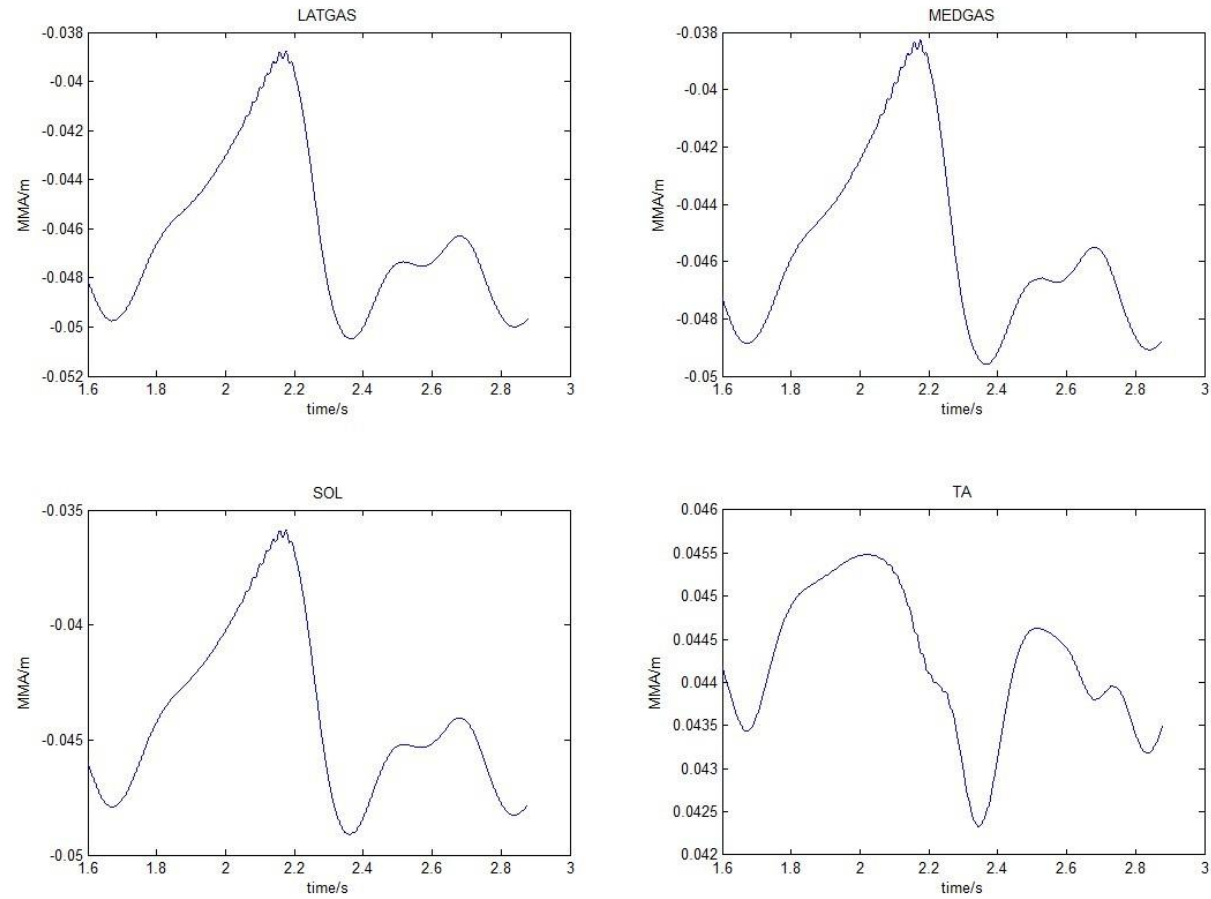 LATGAS
-0.038
-0.04
-0.042
-0.044
-0.046
-0.048
-0.05
-0.052
MMA/m
1.6 1.8 2 2.2 2.4 2.6 2.8 3
time/s
MEDGAS
-0.038
-0.04
-0.042
-0.044
-0.046
-0.048
-0.05
MMA/m
1.6 1.8 2 2.2 2.4 2.6 2.8 3
time/s
SOL
-0.035
-0.04
-0.045
-0.05
MMA/m
1.6 1.8 2 2.2 2.4 2.6 2.8 3
time/s
TA
0.046
0.0455
0.045
0.0445
0.044
0.0435
0.043
0.0425
0.042
MMA/m
1.6 1.8 2 2.2 2.4 2.6 2.8 3
time/s